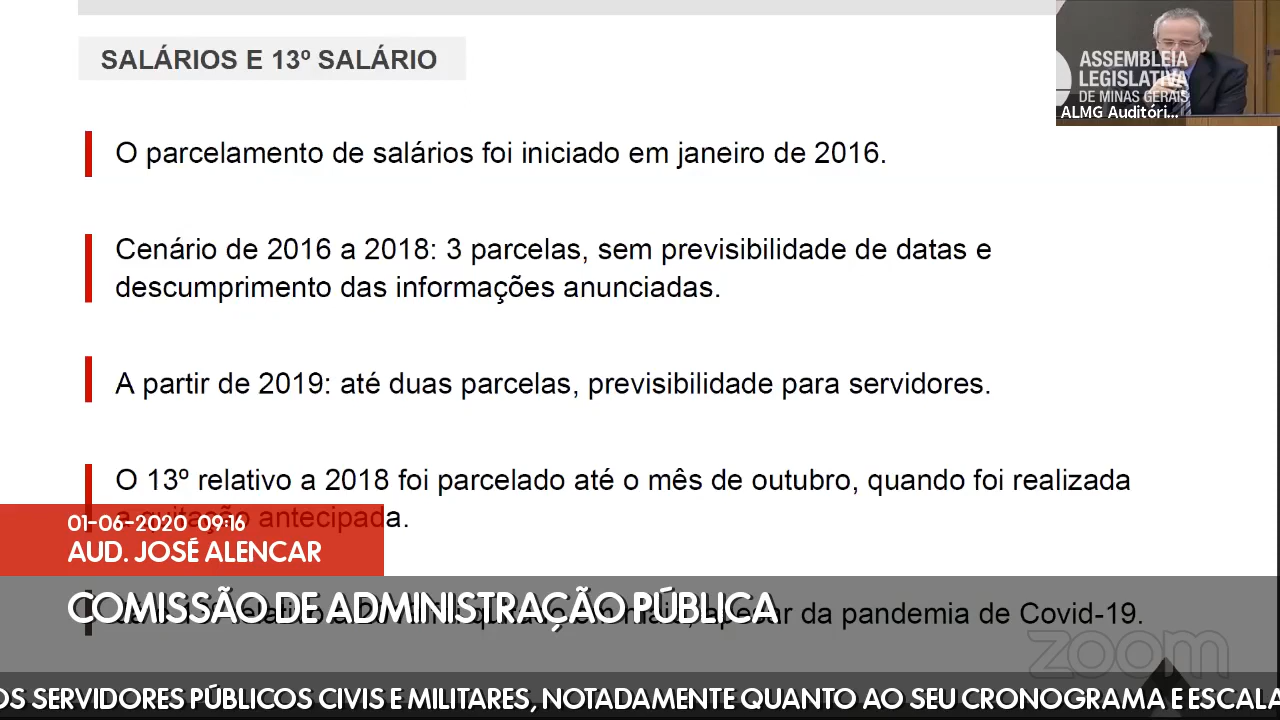 SALÁRIOS E 13º SALÁRIO
ASSEMBLEIA
LEGISLATIVA
DE MINAS GERAIS
ALMG Auditóri...
O parcelamento de salários foi iniciado em janeiro de 2016.
Cenário de 2016 a 2018: 3 parcelas, sem previsibilidade de datas e
descumprimento das informações anunciadas.
A partir de 2019: até duas parcelas, previsibilidade para servidores.
O 13º relativo a 2018 foi parcelado até o mês de outubro, quando foi realizada
a quitação antecipada.
01-06-2020 09:16
AUD. JOSÉ ALENCAR
COMISSÃO DE ADMINISTRAÇÃO PÚBLICA
apesar da pandemia de Covid-19.
zoom
OS SERVIDORES PÚBLICOS CIVIS E MILITARES, NOTADAMENTE QUANTO AO SEU CRONOGRAMA E ESCALA